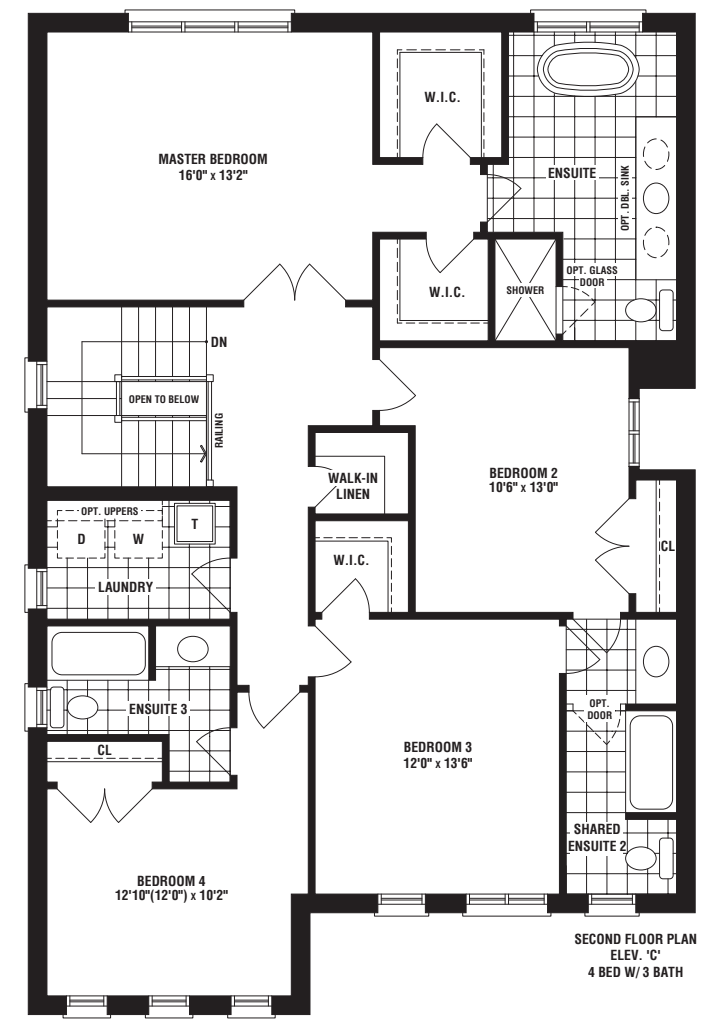 W.I.C.
MASTER BEDROOM
16'0" x 13'2"
ENSUITE
OPT. DBL. SINK
W.I.C.
SHOWER
OPT. GLASS
DOOR
DN
OPEN TO BELOW
RAILING
WALK-IN
LINEN
BEDROOM 2
10'6" x 13'0"
OPT. UPPERS
D
W
T
LAUNDRY
W.I.C.
CL
ENSUITE 3
OPT.
DOOR
CL
BEDROOM 3
12'0" x 13'6"
SHARED
ENSUITE 2
BEDROOM 4
12'10"(12'0") x 10'2"
SECOND FLOOR PLAN
ELEV. 'C'
4 BED W/ 3 BATH